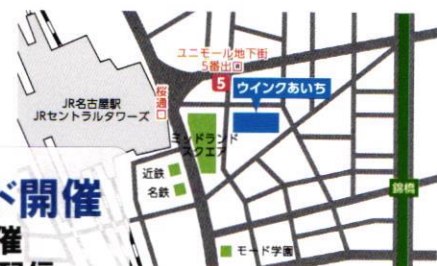 ユニモール地下街
5番出口
5
ウインクあいち
JR名古屋駅
JRセントラルタワーズ
桜通口
ミッドランド
スクエア
近鉄
名鉄
ド開催
催
錦橋
モード学園